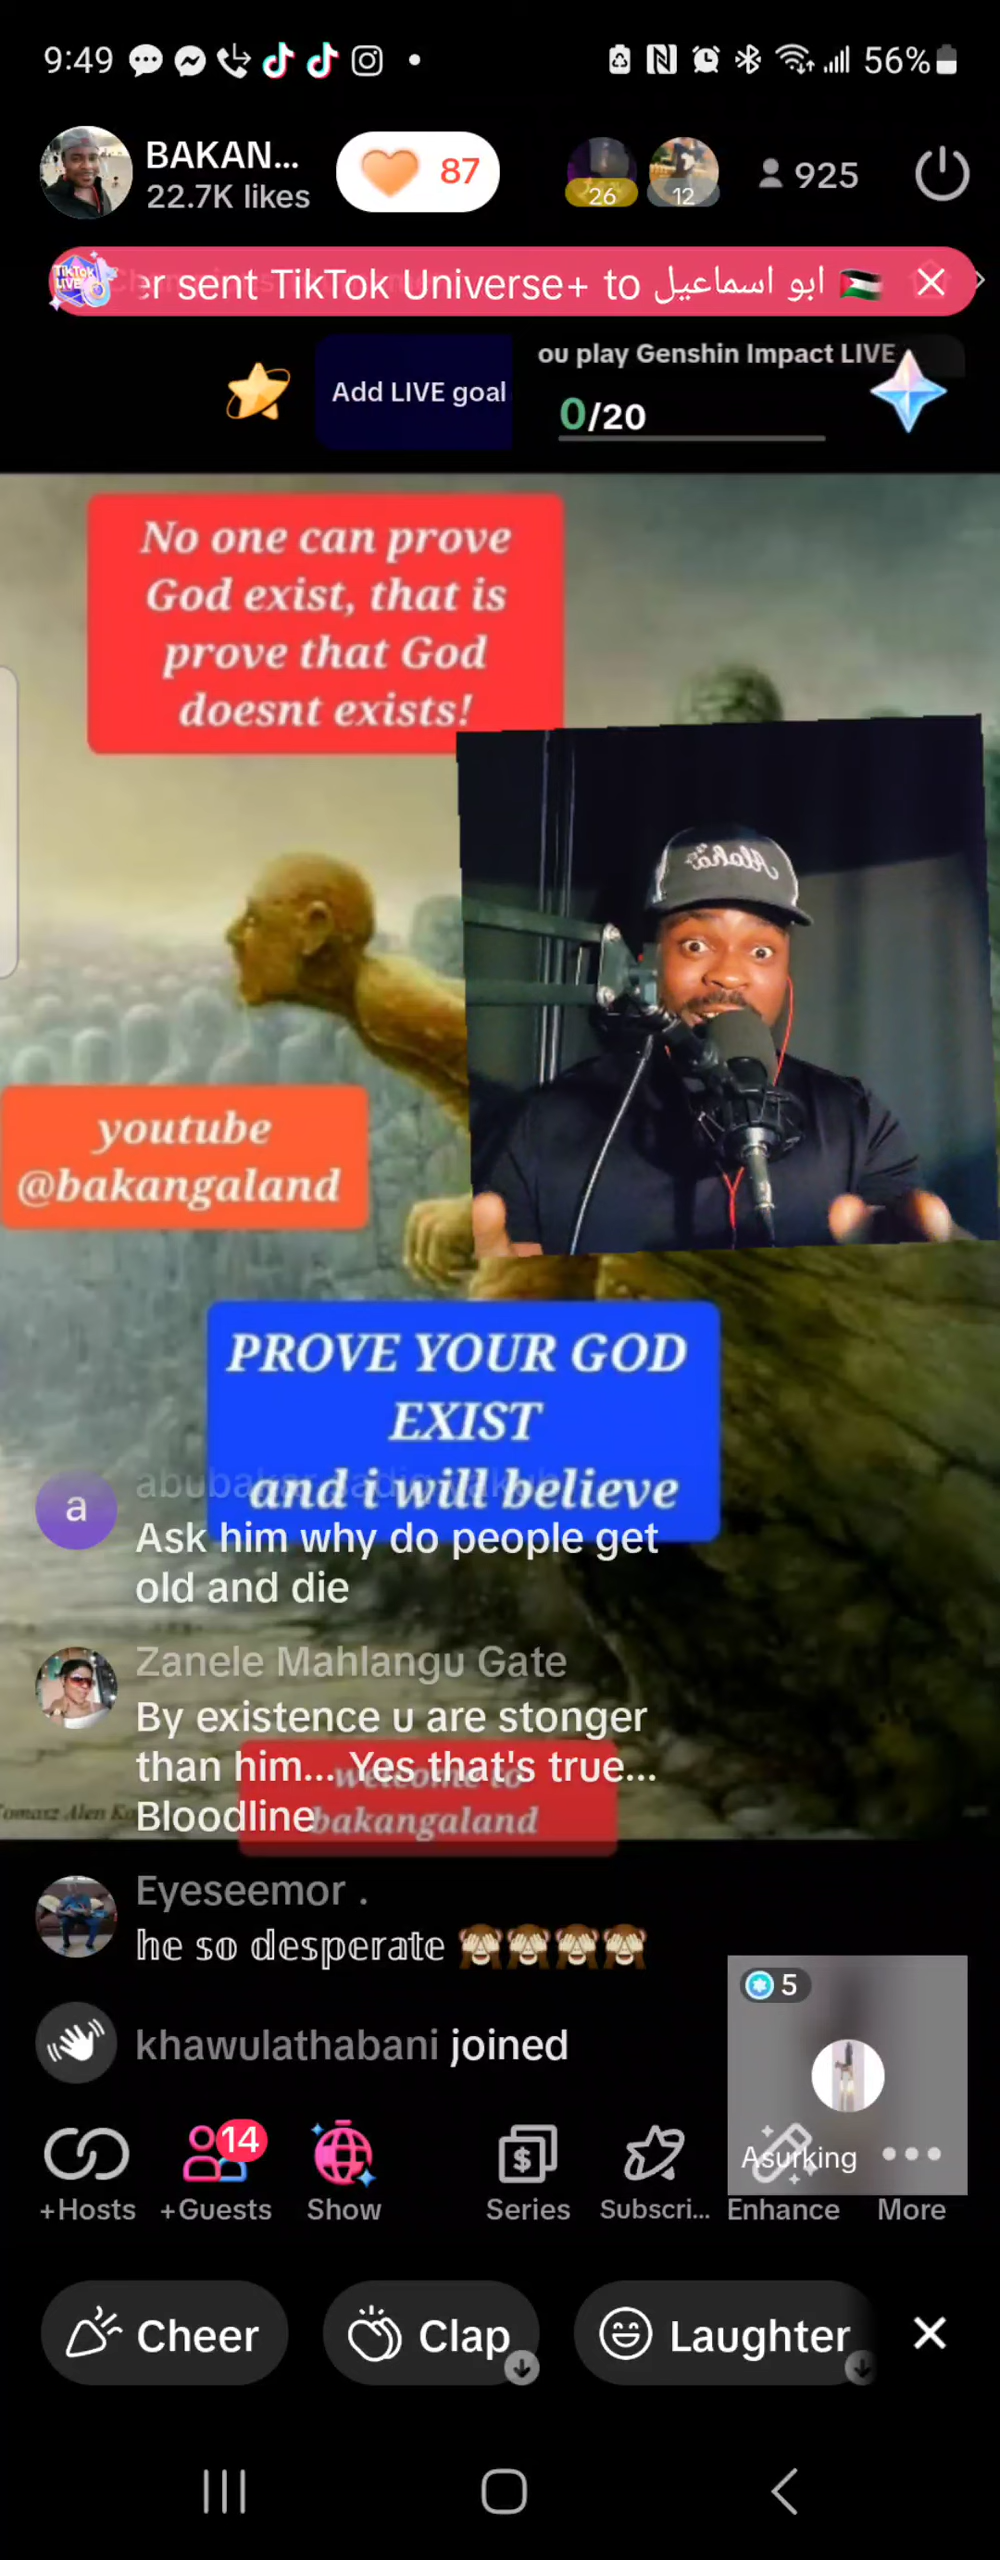 9:49
56%
BAKAN...
22.7K likes
87
26
12
925
er sent TikTok Universe+ to ابو اسماعيل 🇵🇸
TikTok
LIVE
Add LIVE goal
ou play Genshin Impact LIVE
0/20
No one can prove
God exist, that is
prove that God
doesnt exists!
Aloha
youtube
@bakangaland
PROVE YOUR GOD
EXIST
and i will believe
a
Ask him why do people get
old and die
Zanele Mahlangu Gate
By existence u are stonger
than him... Yes that's true...
Bloodline
welcome to
bakangaland
Eyeseemor .
he so desperate 🙈🙈🙈🙈
khawulathabani joined
5
Asurking
14
+Hosts
+Guests
Show
Series
Subscri...
Enhance
More
Cheer
Clap
Laughter